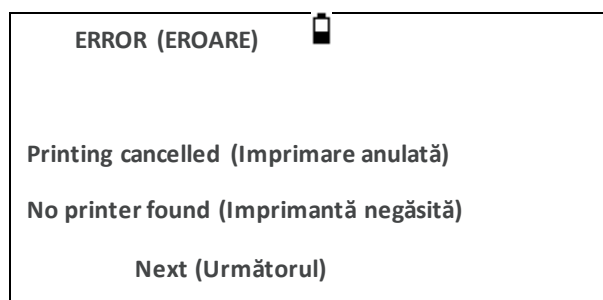 ERROR (EROARE)
Printing cancelled (Imprimare anulată)
No printer found (Imprimantă negăsită)
Next (Următorul)